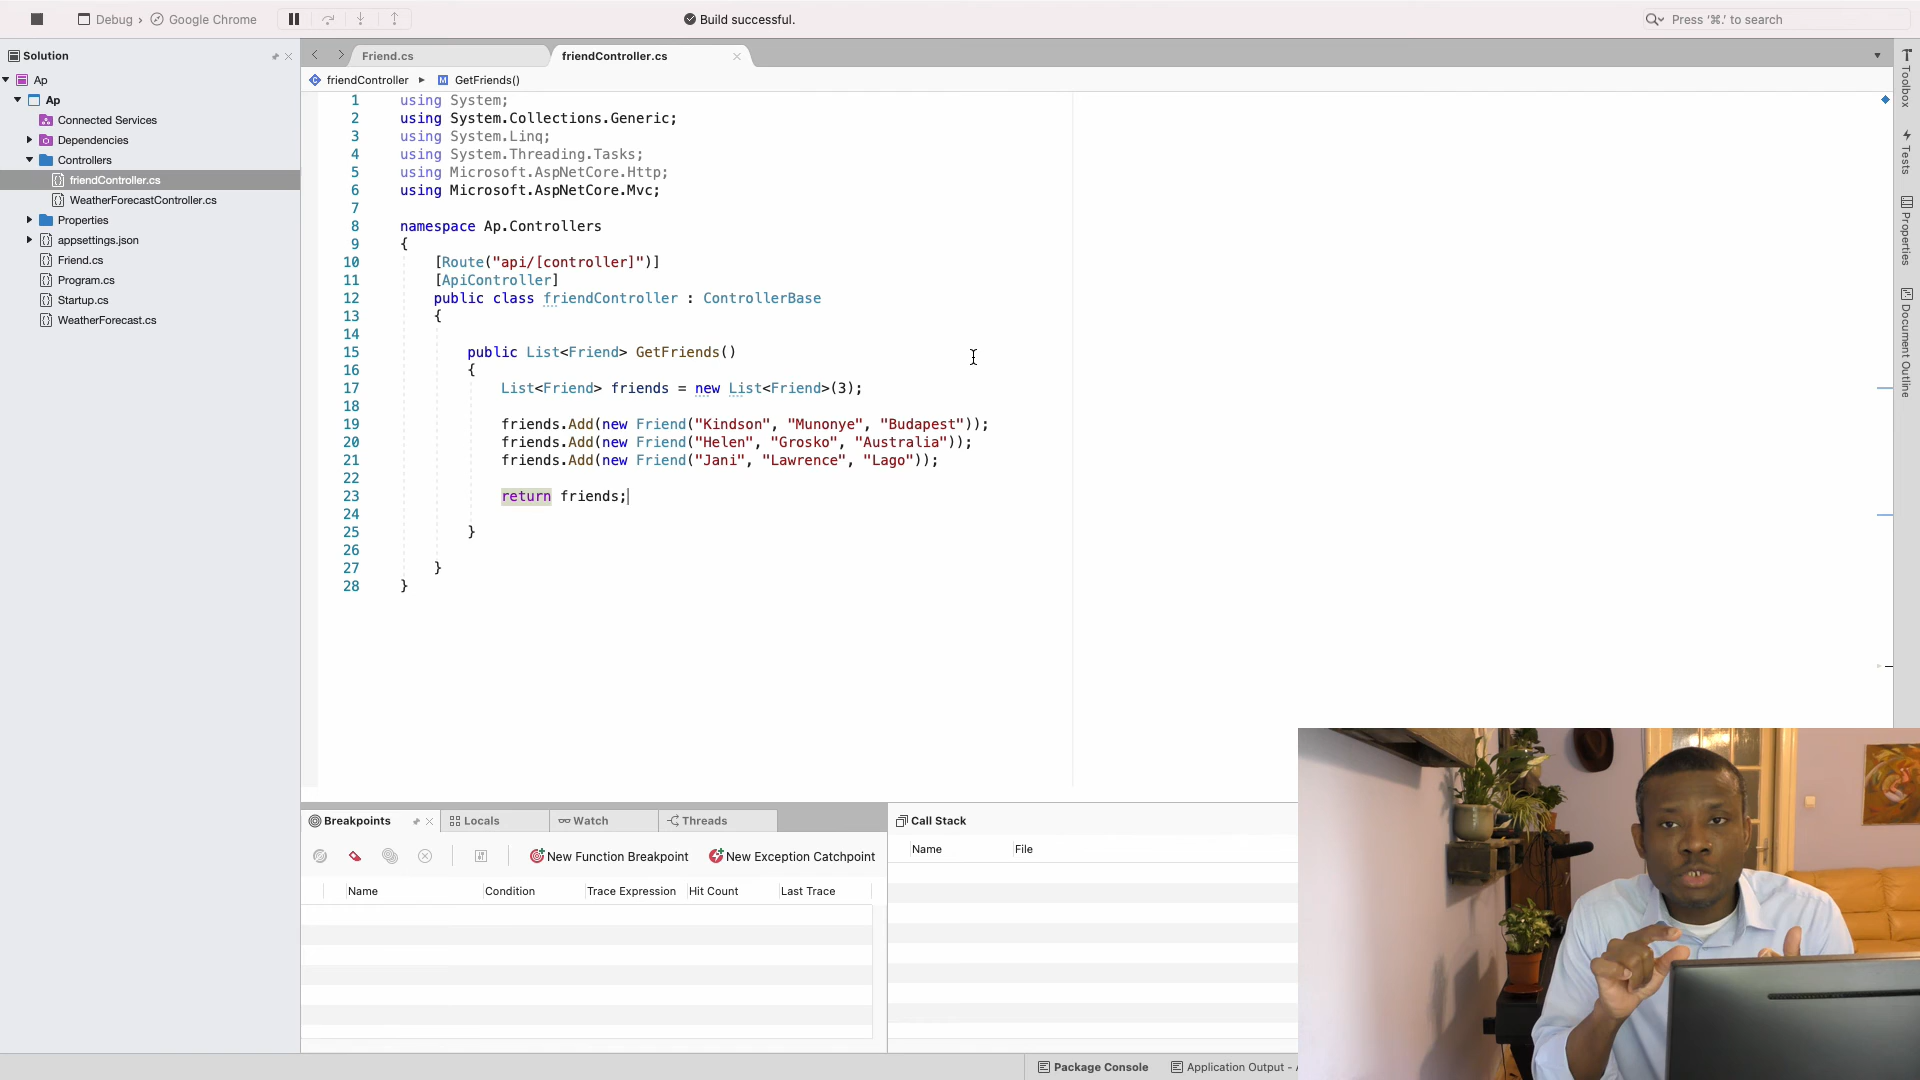 Debug › Google Chrome
Build successful.
Press '⌘.' to search
Solution
Ap
Ap
Connected Services
Dependencies
Controllers
friendController.cs
WeatherForecastController.cs
Properties
appsettings.json
Friend.cs
Program.cs
Startup.cs
WeatherForecast.cs
Friend.cs
friendController.cs
friendController ▸ GetFriends()
1 using System;
2 using System.Collections.Generic;
3 using System.Linq;
4 using System.Threading.Tasks;
5 using Microsoft.AspNetCore.Http;
6 using Microsoft.AspNetCore.Mvc;
7
8 namespace Ap.Controllers
9 {
10 [Route("api/[controller]")]
11 [ApiController]
12 public class friendController : ControllerBase
13 {
14
15 public List<Friend> GetFriends()
16 {
17 List<Friend> friends = new List<Friend>(3);
18
19 friends.Add(new Friend("Kindson", "Munonye", "Budapest"));
20 friends.Add(new Friend("Helen", "Grosko", "Australia"));
21 friends.Add(new Friend("Jani", "Lawrence", "Lago"));
22
23 return friends;
24
25 }
26
27 }
28 }
Toolbox
Tests
Properties
Document Outline
Breakpoints
Locals
Watch
Threads
New Function Breakpoint
New Exception Catchpoint
Name Condition Trace Expression Hit Count Last Trace
Call Stack
Name File
Package Console
Application Output -